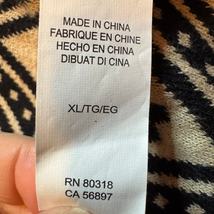 MADE IN CHINA
FABRIQUE EN CHINE
HECHO EN CHINA
DIBUAT DI CINA
XL/TG/EG
RN 80318
CA 56897